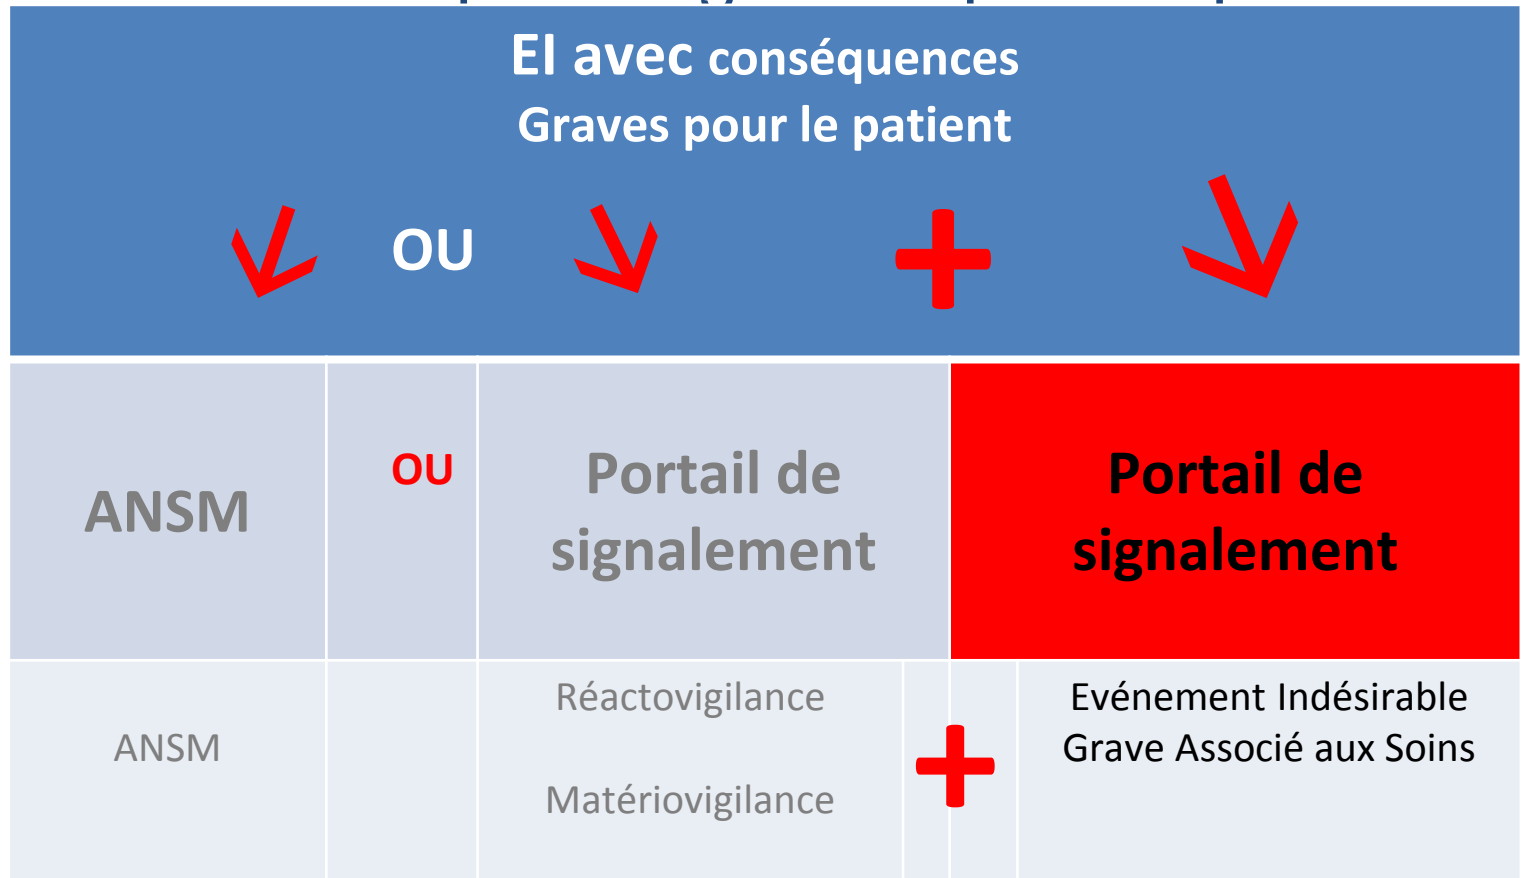 EI avec conséquences
Graves pour le patient
OU
+
ANSM
OU
Portail de
signalement
Portail de
signalement
ANSM
Réactovigilance
Matériovigilance
+
Evénement Indésirable
Grave Associé aux Soins